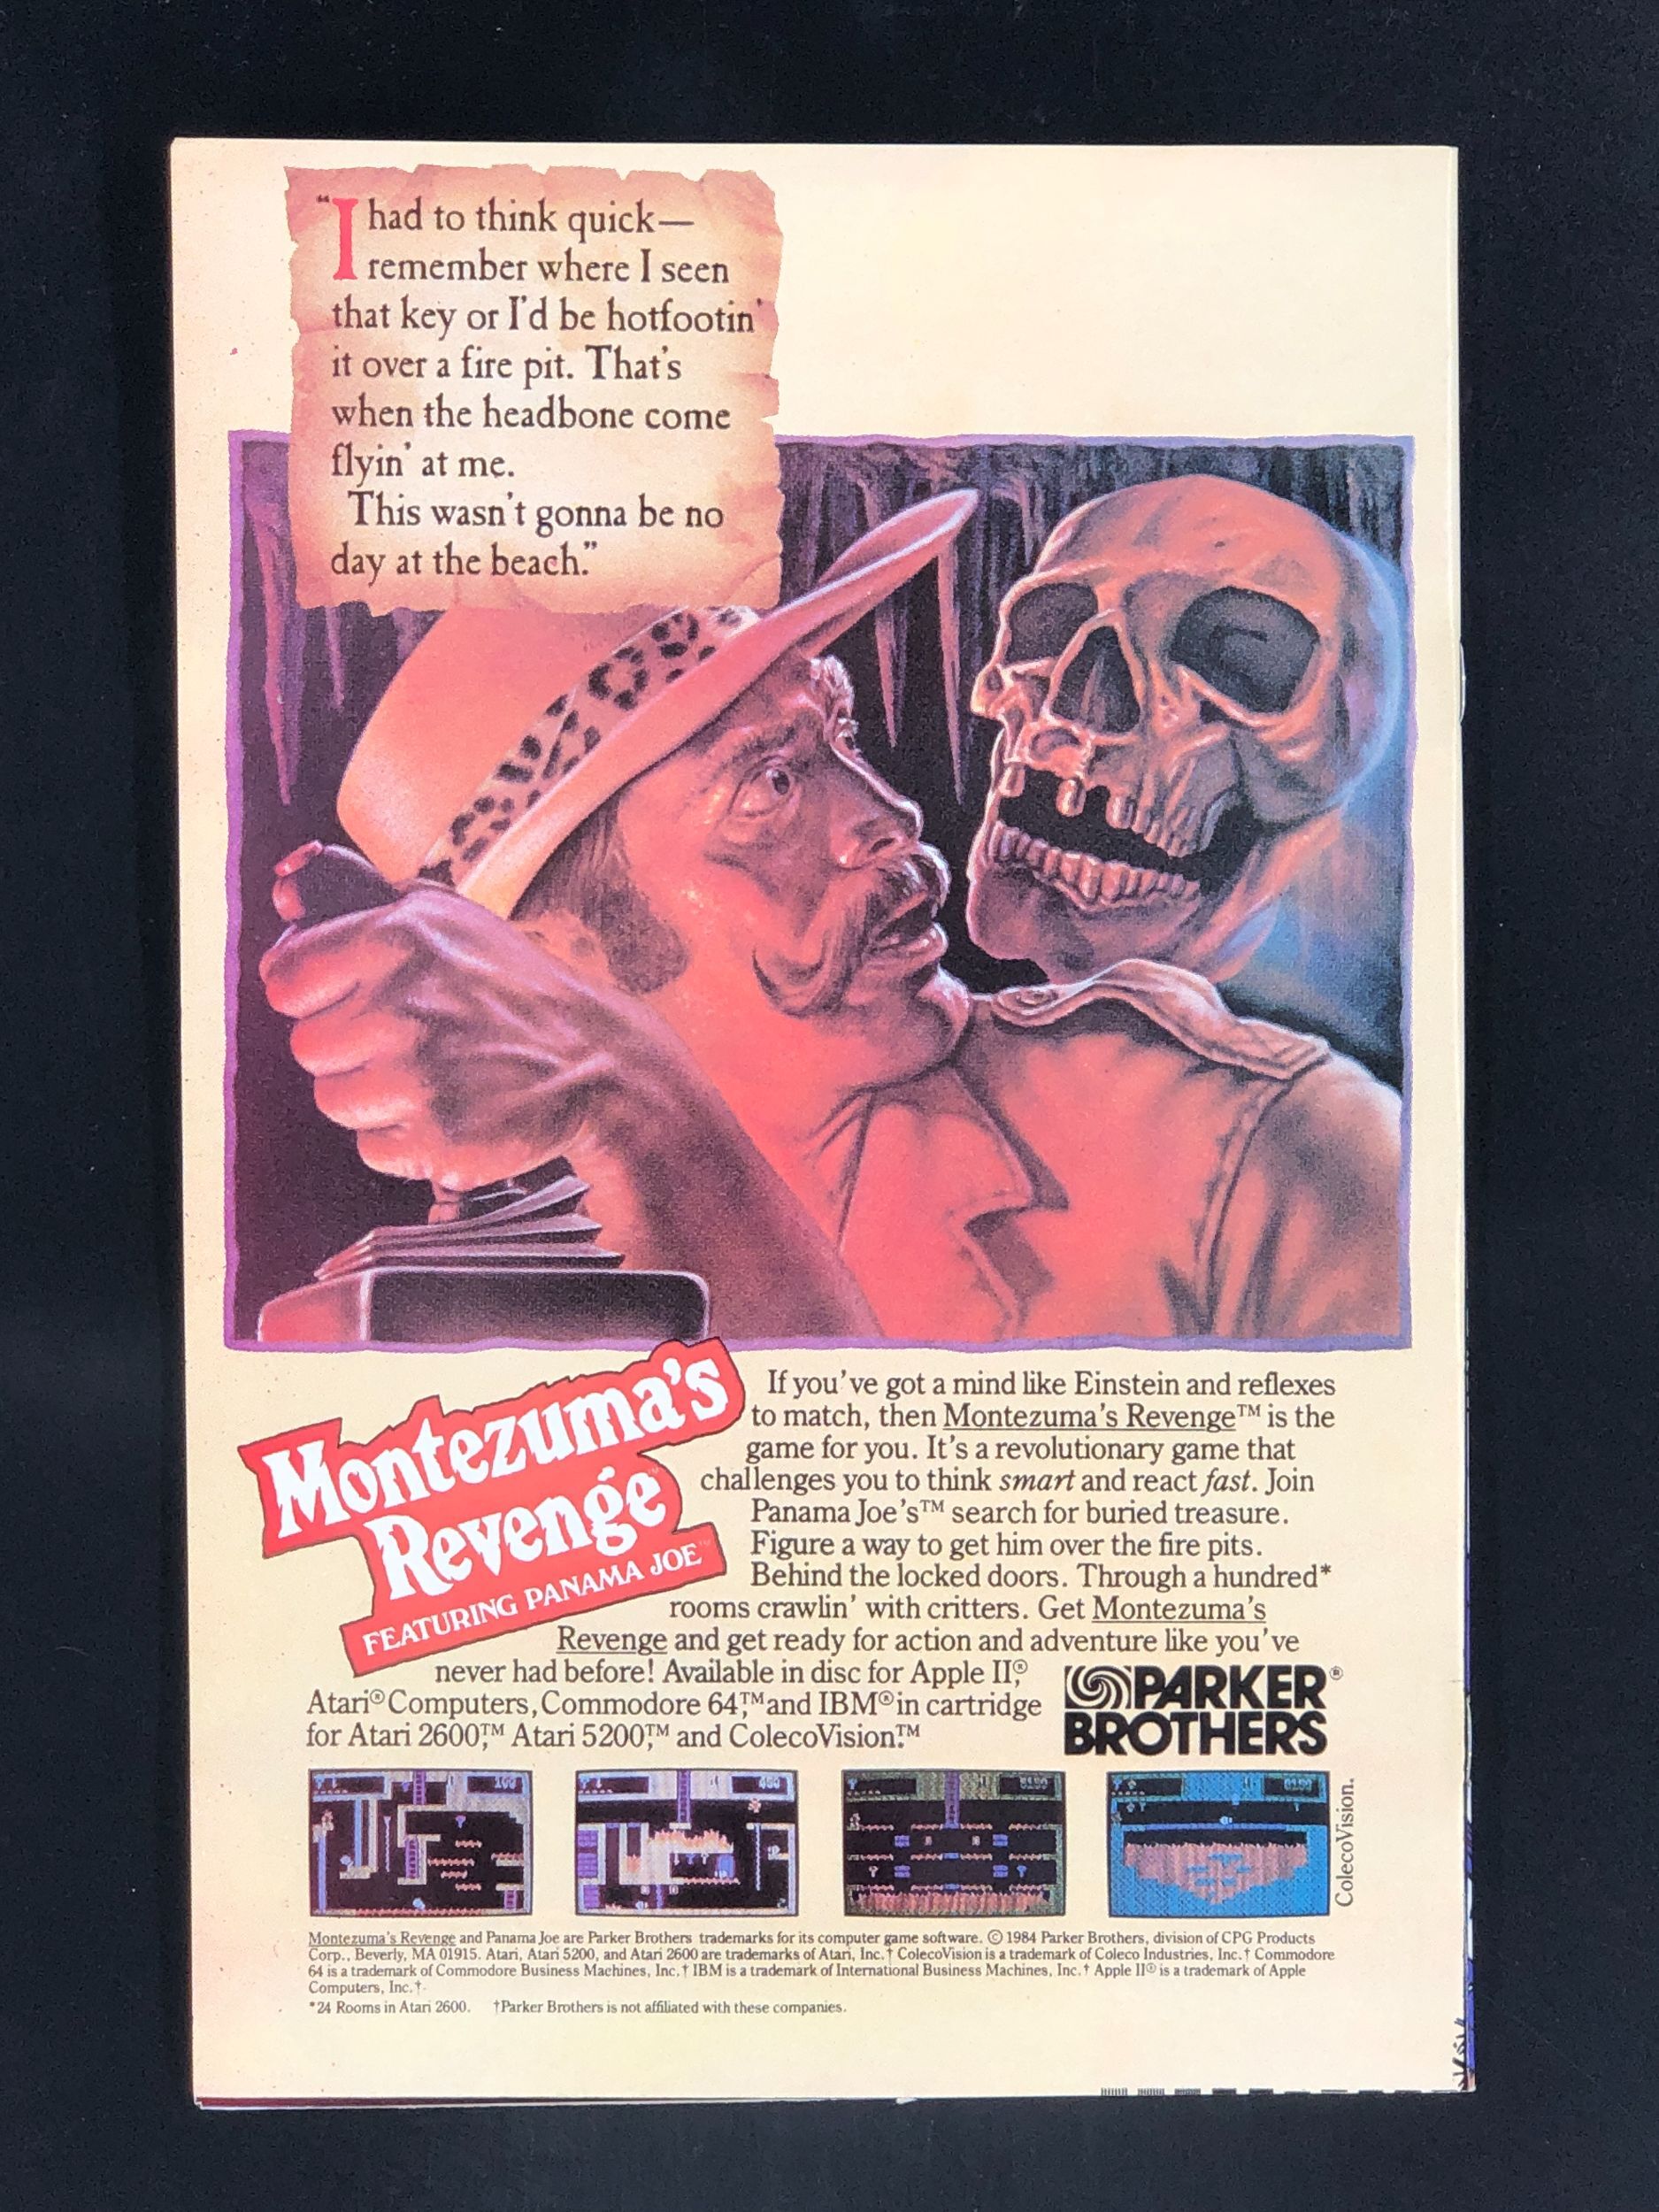 “I had to think quick—
remember where I seen
that key or I'd be hotfootin'
it over a fire pit. That's
when the headbone come
flyin' at me.
This wasn't gonna be no
day at the beach.”
Montezuma's
Revenge™
FEATURING PANAMA JOE™
If you've got a mind like Einstein and reflexes
to match, then Montezuma's Revenge™ is the
game for you. It's a revolutionary game that
challenges you to think smart and react fast. Join
Panama Joe's™ search for buried treasure.
Figure a way to get him over the fire pits.
Behind the locked doors. Through a hundred*
rooms crawlin' with critters. Get Montezuma's
Revenge and get ready for action and adventure like you've
never had before! Available in disc for Apple II,®
Atari® Computers, Commodore 64,™ and IBM® in cartridge
for Atari 2600,™ Atari 5200,™ and ColecoVision.™
PARKER®
BROTHERS
100
400
ColecoVision.
Montezuma's Revenge and Panama Joe are Parker Brothers trademarks for its computer game software. © 1984 Parker Brothers, division of CPG Products
Corp., Beverly, MA 01915. Atari, Atari 5200, and Atari 2600 are trademarks of Atari, Inc.† ColecoVision is a trademark of Coleco Industries, Inc.† Commodore
64 is a trademark of Commodore Business Machines, Inc.† IBM is a trademark of International Business Machines, Inc.† Apple II® is a trademark of Apple
Computers, Inc.†
*24 Rooms in Atari 2600. †Parker Brothers is not affiliated with these companies.